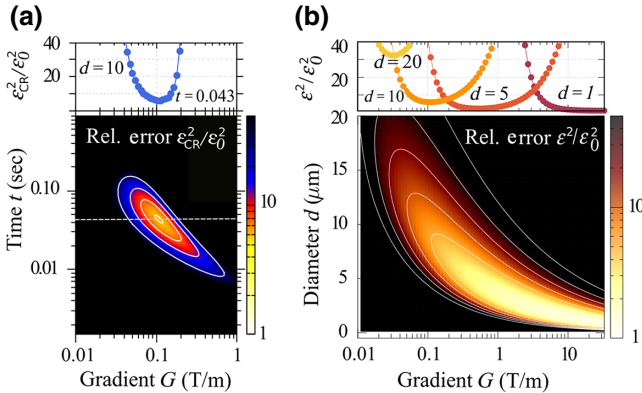 (a)
40
20
ε²CR/ε²0
d = 10
t = 0.043
Rel. error ε²CR/ε²0
Time t (sec)
0.10
0.01
10
1
0.01
0.1
1
Gradient G (T/m)
(b)
40
20
ε²/ε²0
d = 20
d = 10
d = 5
d = 1
Rel. error ε²/ε²0
Diameter d (μm)
20
15
10
5
0
10
1
0.01
0.1
1
10
Gradient G (T/m)